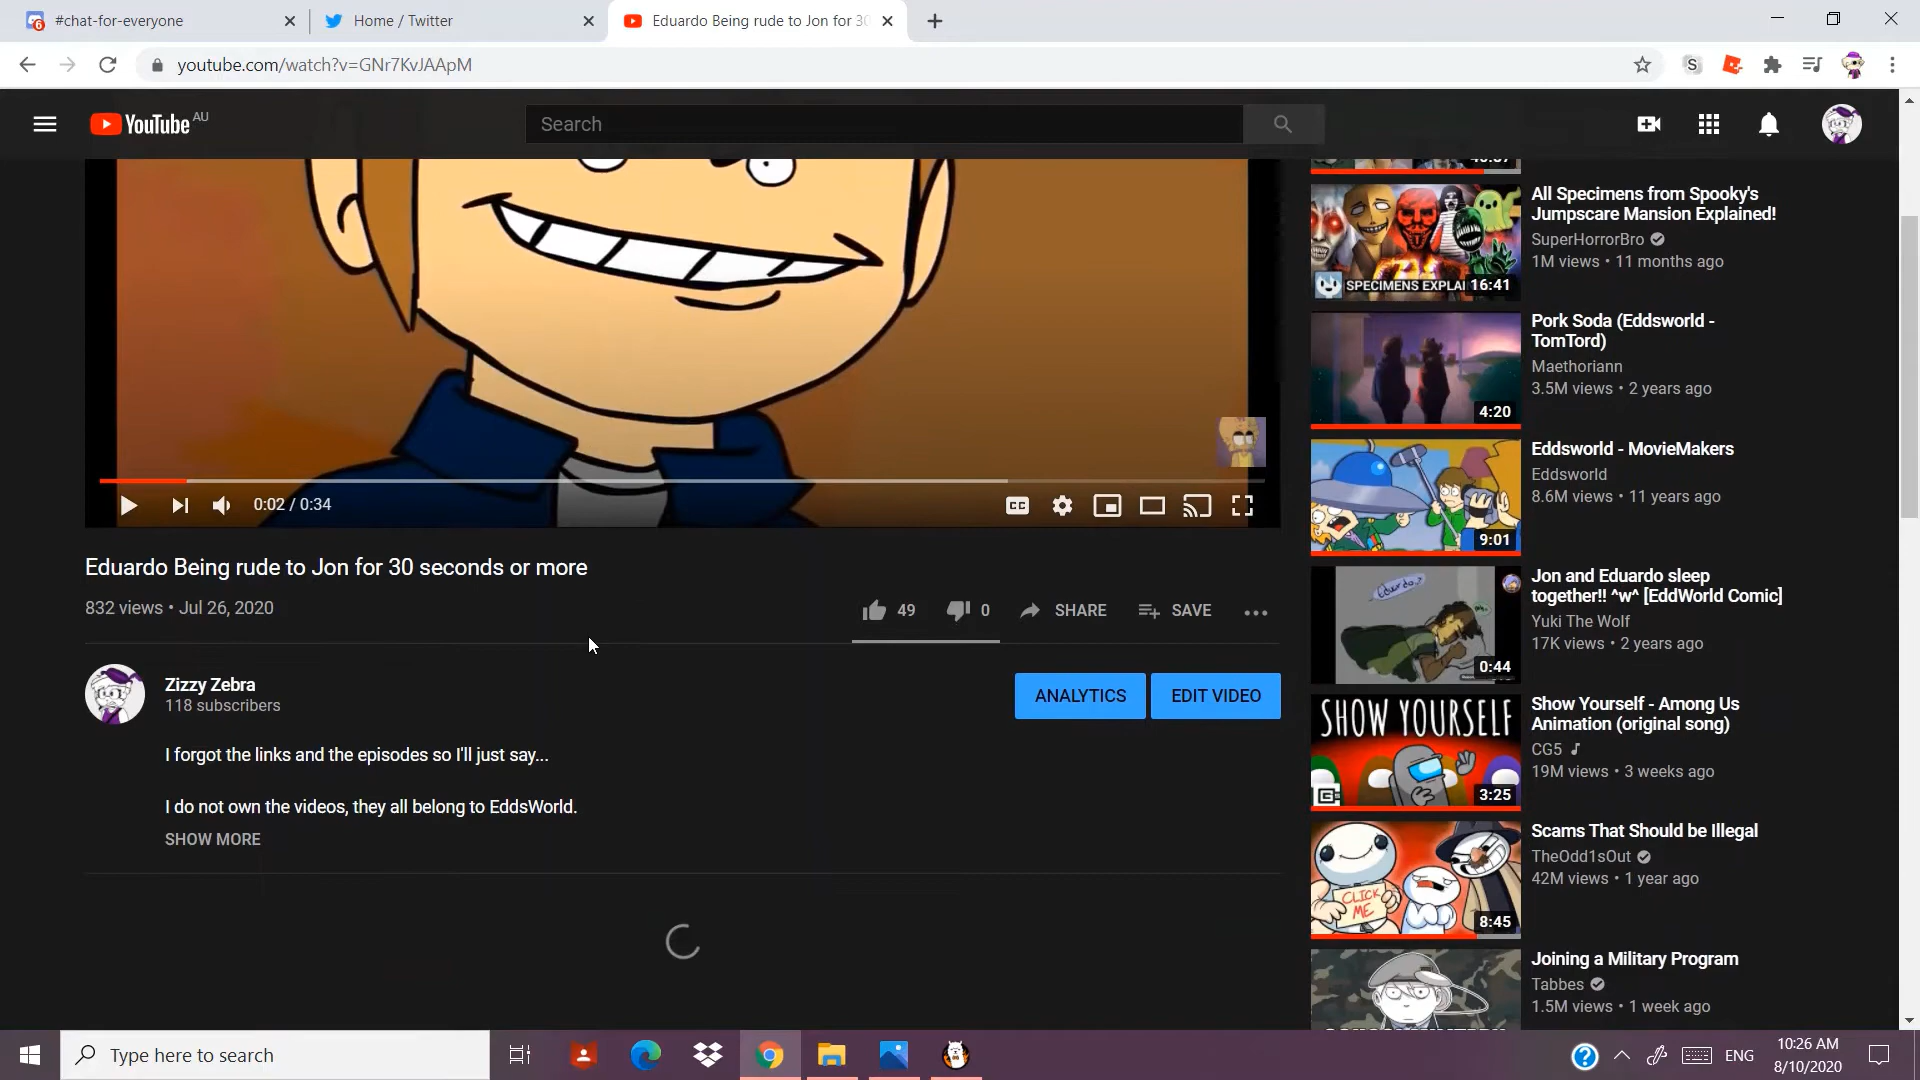 #chat-for-everyone
Home / Twitter
Eduardo Being rude to Jon for 30
youtube.com/watch?v=GNr7KvJAApM
YouTube AU
Search
0:02 / 0:34
CC
Eduardo Being rude to Jon for 30 seconds or more
832 views • Jul 26, 2020
49
0
SHARE
SAVE
Zizzy Zebra
118 subscribers
ANALYTICS
EDIT VIDEO
I forgot the links and the episodes so I'll just say...
I do not own the videos, they all belong to EddsWorld.
SHOW MORE
SPECIMENS EXPLAI
16:41
All Specimens from Spooky's
Jumpscare Mansion Explained!
SuperHorrorBro
1M views • 11 months ago
4:20
Pork Soda (Eddsworld -
TomTord)
Maethoriann
3.5M views • 2 years ago
9:01
Eddsworld - MovieMakers
Eddsworld
8.6M views • 11 years ago
0:44
Jon and Eduardo sleep
together!! ^w^ [EddWorld Comic]
Yuki The Wolf
17K views • 2 years ago
SHOW YOURSELF
3:25
Show Yourself - Among Us
Animation (original song)
CG5
19M views • 3 weeks ago
CLICK
ME
8:45
Scams That Should be Illegal
TheOdd1sOut
42M views • 1 year ago
Joining a Military Program
Tabbes
1.5M views • 1 week ago
Type here to search
ENG
10:26 AM
8/10/2020